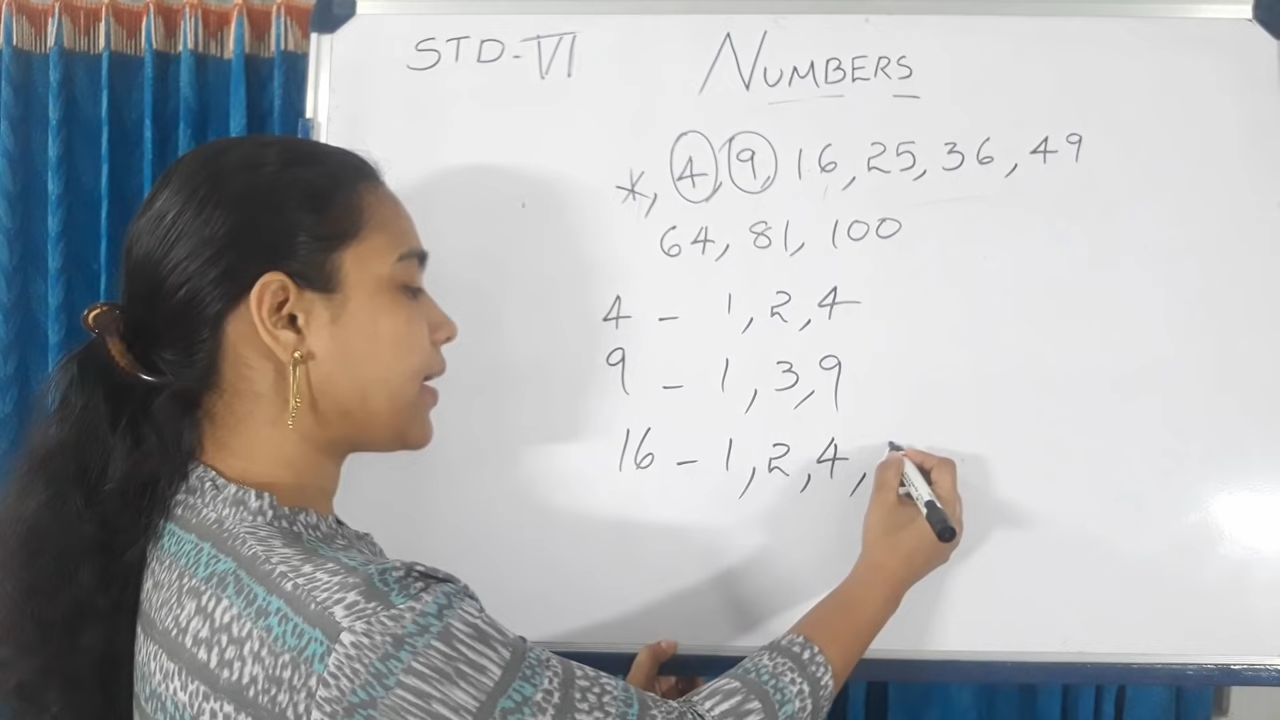 STD-VI NUMBERS
*, 4, 9, 16, 25, 36, 49
64, 81, 100
4 - 1, 2, 4
9 - 1, 3, 9
16 - 1, 2, 4,